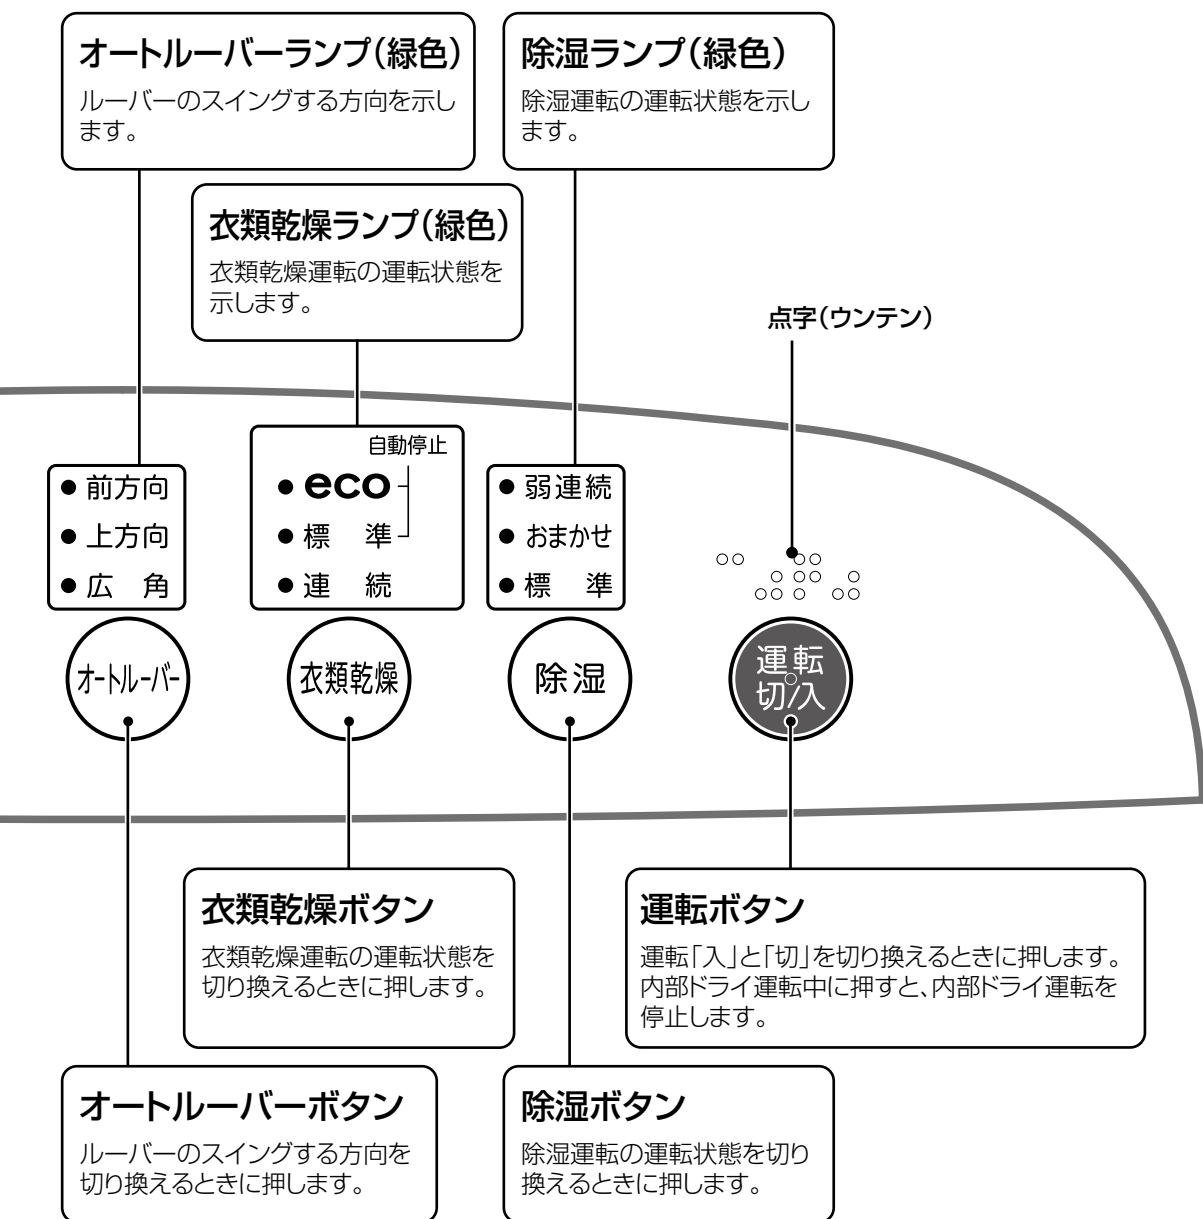 オートルーバーランプ(緑色)
ルーバーのスイングする方向を示し
ます。
除湿ランプ(緑色)
除湿運転の運転状態を示し
ます。
衣類乾燥ランプ(緑色)
衣類乾燥運転の運転状態を
示します。
点字(ウンテン)
前方向
上方向
広 角
自動停止
eco
標 準
連 続
弱連続
おまかせ
標 準
オートルーバー
衣類乾燥
除湿
運転
切/入
衣類乾燥ボタン
衣類乾燥運転の運転状態を
切り換えるときに押します。
運転ボタン
運転「入」と「切」を切り換えるときに押します。
内部ドライ運転中に押すと、内部ドライ運転を
停止します。
オートルーバーボタン
ルーバーのスイングする方向を
切り換えるときに押します。
除湿ボタン
除湿運転の運転状態を切り
換えるときに押します。